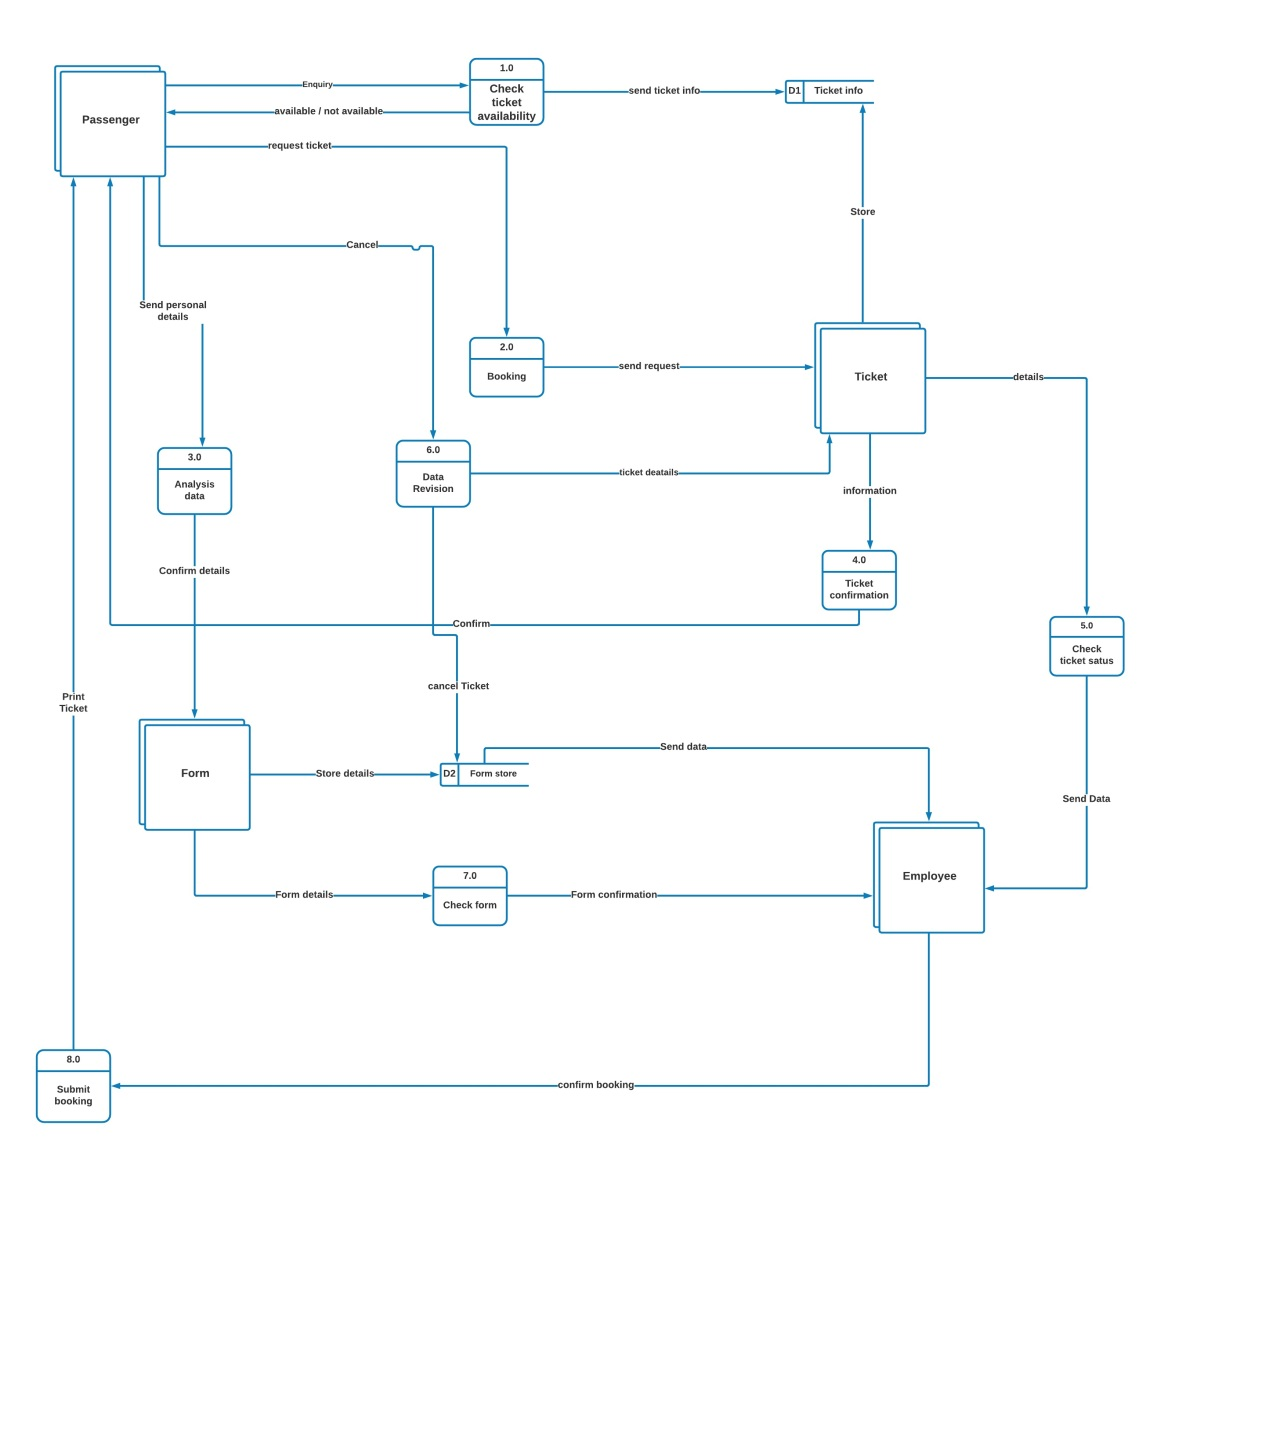 1.0
Enquiry
Check
ticket
availability
send ticket info
D1
Ticket info
available / not available
Passenger
request ticket
Store
Cancel
Send personal
details
2.0
send request
Booking
Ticket
details
6.0
3.0
ticket deatails
Data
Revision
Analysis
data
information
4.0
Confirm details
Ticket
confirmation
Confirm
5.0
Check
ticket satus
cancel Ticket
Print
Ticket
Send data
Form
Store details
D2
Form store
Send Data
7.0
Employee
Form details
Form confirmation
Check form
8.0
Submit
booking
confirm booking